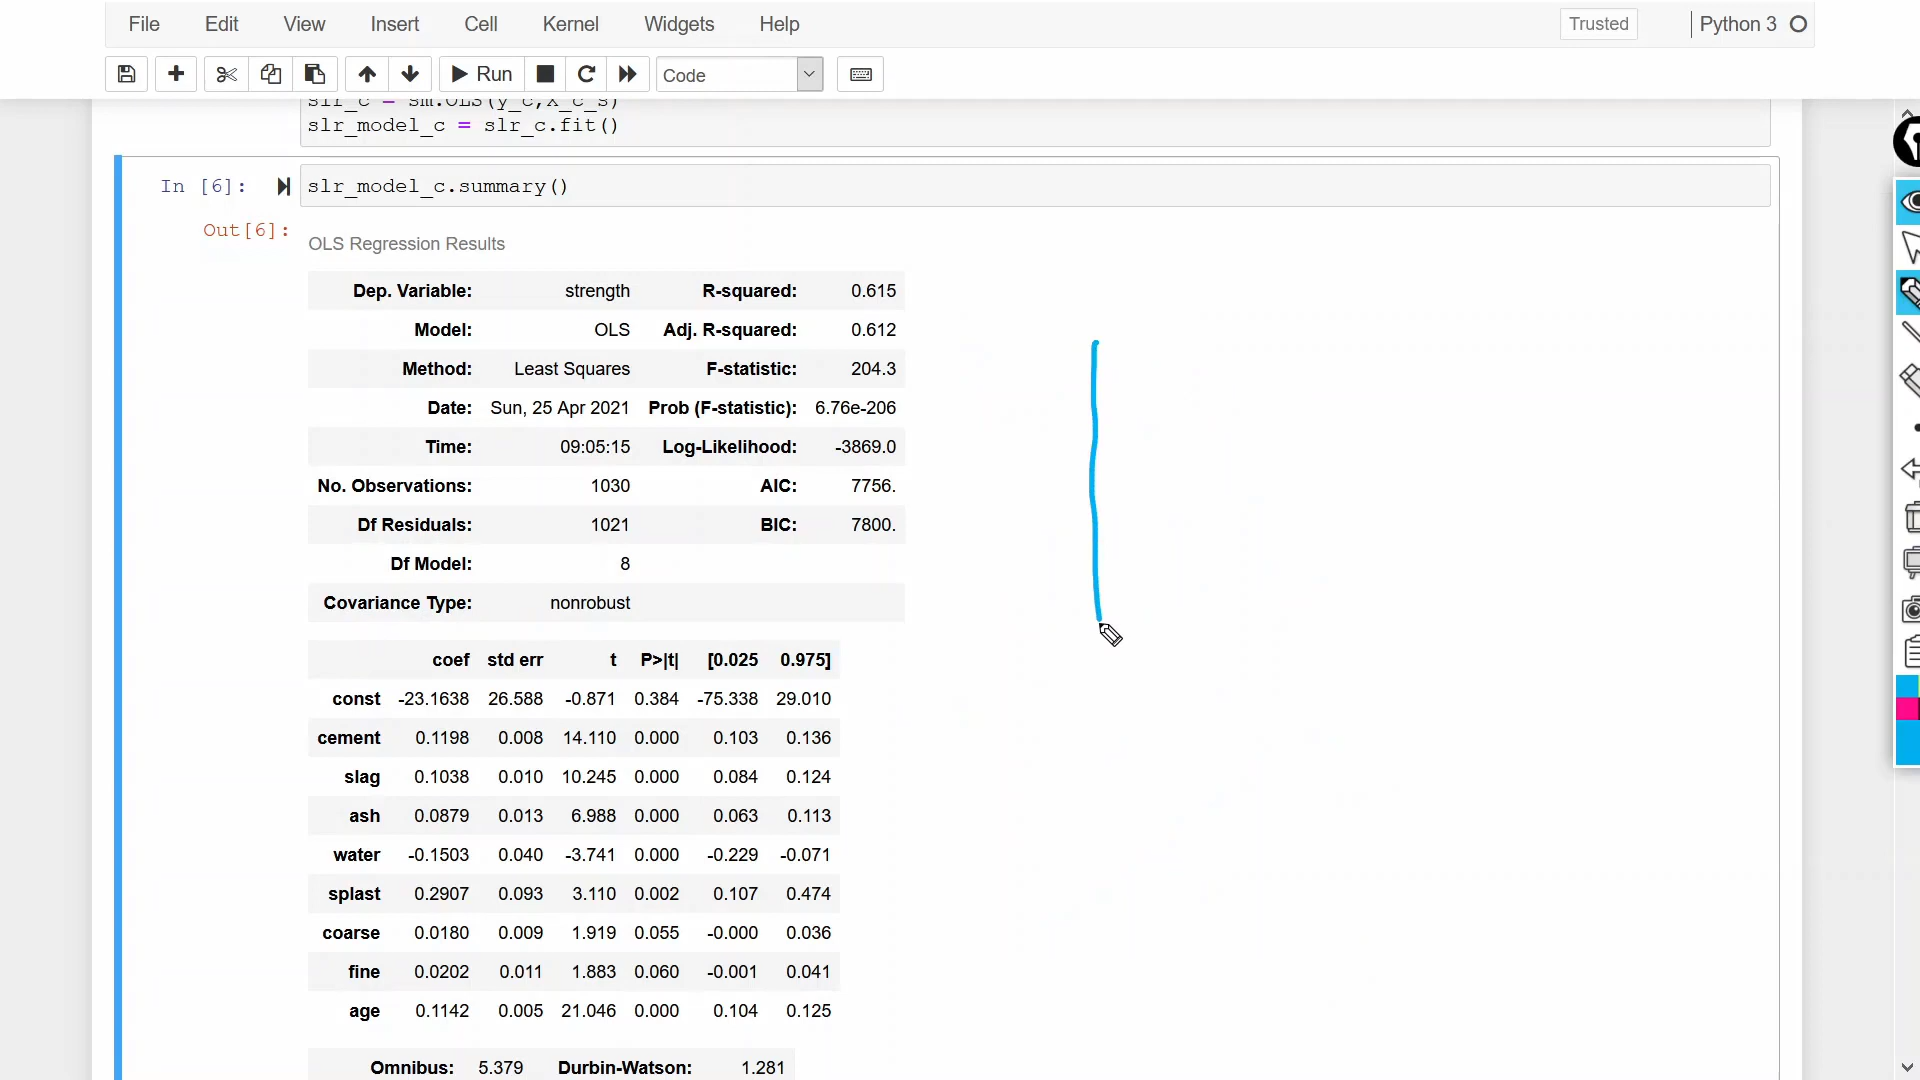 File Edit View Insert Cell Kernel Widgets Help Trusted Python 3
Run Code
slr_c = sm.OLS(y_c,x_c_s)
slr_model_c = slr_c.fit()
In [6]: slr_model_c.summary()
Out[6]:
OLS Regression Results
Dep. Variable: strength R-squared: 0.615
Model: OLS Adj. R-squared: 0.612
Method: Least Squares F-statistic: 204.3
Date: Sun, 25 Apr 2021 Prob (F-statistic): 6.76e-206
Time: 09:05:15 Log-Likelihood: -3869.0
No. Observations: 1030 AIC: 7756.
Df Residuals: 1021 BIC: 7800.
Df Model: 8
Covariance Type: nonrobust
coef std err t P>|t| [0.025 0.975]
const -23.1638 26.588 -0.871 0.384 -75.338 29.010
cement 0.1198 0.008 14.110 0.000 0.103 0.136
slag 0.1038 0.010 10.245 0.000 0.084 0.124
ash 0.0879 0.013 6.988 0.000 0.063 0.113
water -0.1503 0.040 -3.741 0.000 -0.229 -0.071
splast 0.2907 0.093 3.110 0.002 0.107 0.474
coarse 0.0180 0.009 1.919 0.055 -0.000 0.036
fine 0.0202 0.011 1.883 0.060 -0.001 0.041
age 0.1142 0.005 21.046 0.000 0.104 0.125
Omnibus: 5.379 Durbin-Watson: 1.281